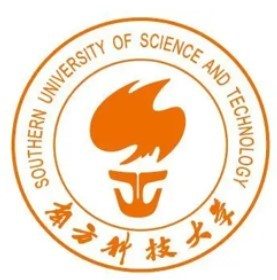 SOUTHERN UNIVERSITY OF SCIENCE AND TECHNOLOGY
南方科技大学